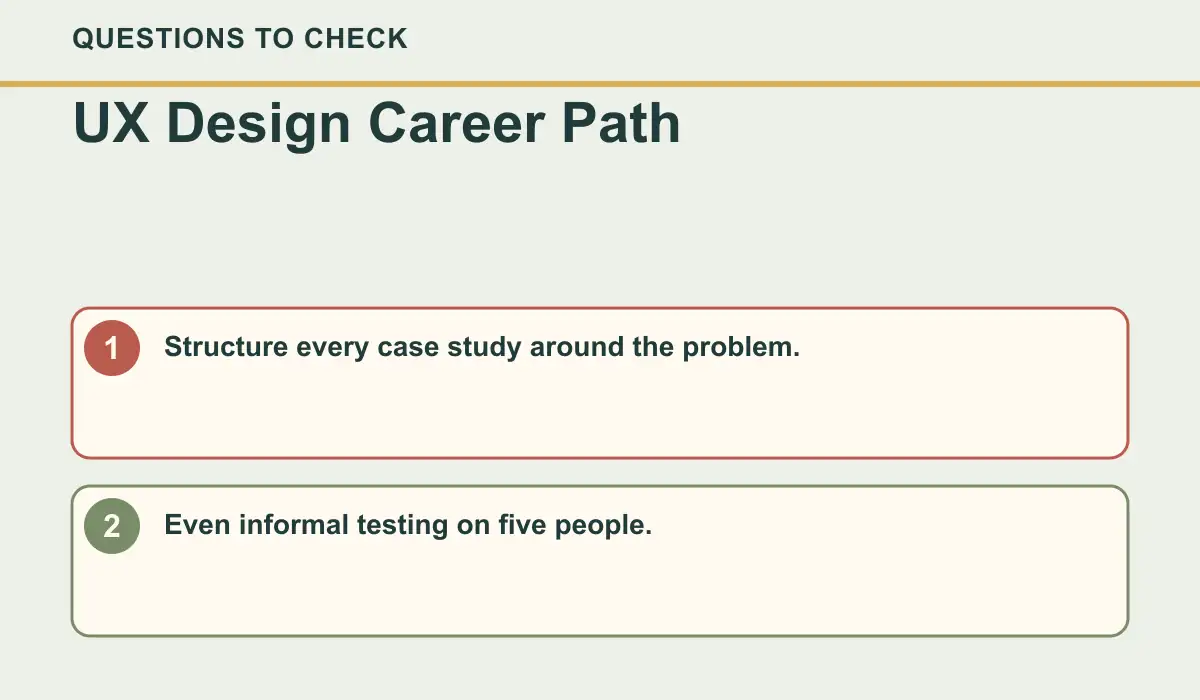 QUESTIONS TO CHECK
UX Design Career Path
1
Structure every case study around the problem.
2
Even informal testing on five people.